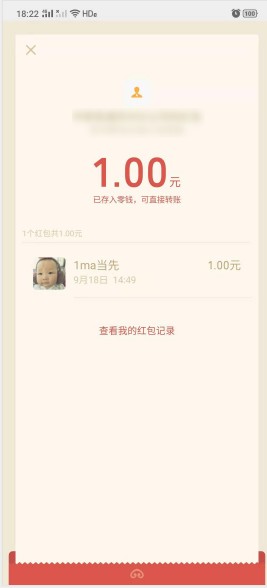 18:22 HD 100
1.00元
已存入零钱，可直接转账
1个红包共1.00元
1ma当先 1.00元
9月18日 14:49
查看我的红包记录